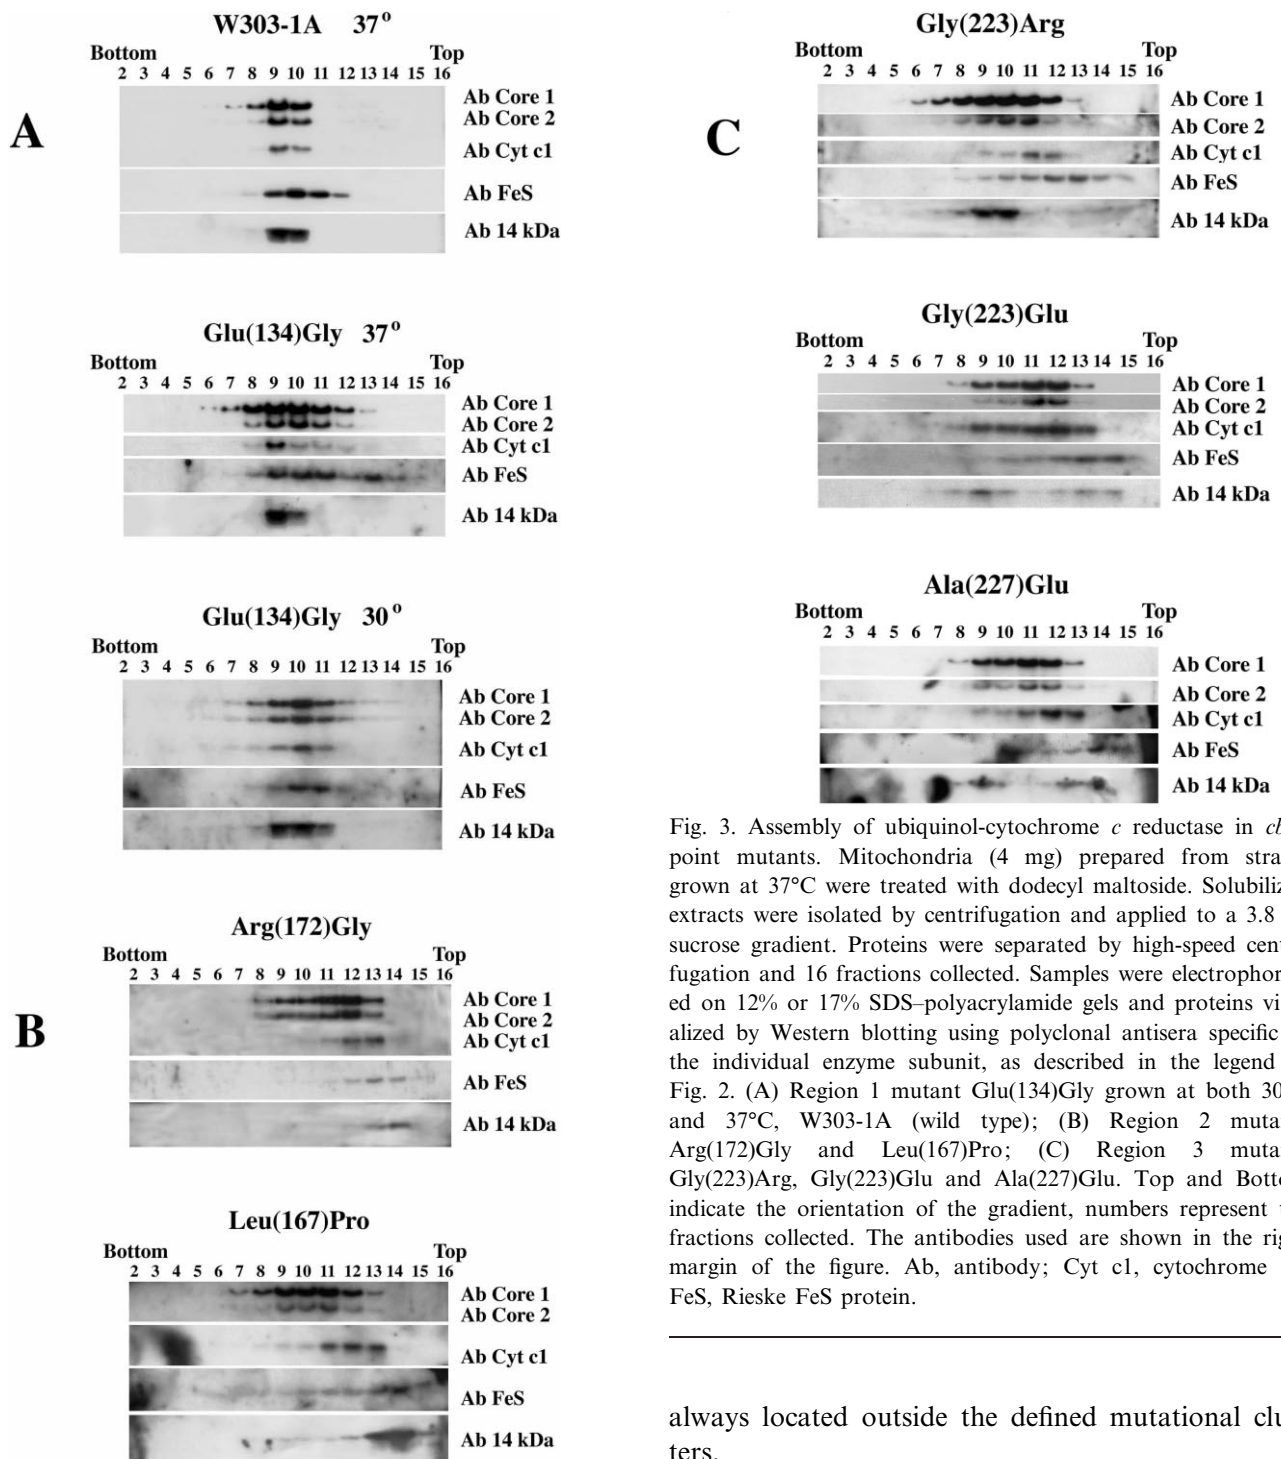 A
W303-1A 37°
Bottom Top
2 3 4 5 6 7 8 9 10 11 12 13 14 15 16
Ab Core 1
Ab Core 2
Ab Cyt c1
Ab FeS
Ab 14 kDa
Glu(134)Gly 37°
Bottom Top
2 3 4 5 6 7 8 9 10 11 12 13 14 15 16
Ab Core 1
Ab Core 2
Ab Cyt c1
Ab FeS
Ab 14 kDa
Glu(134)Gly 30°
Bottom Top
2 3 4 5 6 7 8 9 10 11 12 13 14 15 16
Ab Core 1
Ab Core 2
Ab Cyt c1
Ab FeS
Ab 14 kDa
B
Arg(172)Gly
Bottom Top
2 3 4 5 6 7 8 9 10 11 12 13 14 15 16
Ab Core 1
Ab Core 2
Ab Cyt c1
Ab FeS
Ab 14 kDa
Leu(167)Pro
Bottom Top
2 3 4 5 6 7 8 9 10 11 12 13 14 15 16
Ab Core 1
Ab Core 2
Ab Cyt c1
Ab FeS
Ab 14 kDa
C
Gly(223)Arg
Bottom Top
2 3 4 5 6 7 8 9 10 11 12 13 14 15 16
Ab Core 1
Ab Core 2
Ab Cyt c1
Ab FeS
Ab 14 kDa
Gly(223)Glu
Bottom Top
2 3 4 5 6 7 8 9 10 11 12 13 14 15 16
Ab Core 1
Ab Core 2
Ab Cyt c1
Ab FeS
Ab 14 kDa
Ala(227)Glu
Bottom Top
2 3 4 5 6 7 8 9 10 11 12 13 14 15 16
Ab Core 1
Ab Core 2
Ab Cyt c1
Ab FeS
Ab 14 kDa
Fig. 3. Assembly of ubiquinol-cytochrome c reductase in cb
point mutants. Mitochondria (4 mg) prepared from stra
grown at 37°C were treated with dodecyl maltoside. Solubiliz
extracts were isolated by centrifugation and applied to a 3.8
sucrose gradient. Proteins were separated by high-speed cent
fugation and 16 fractions collected. Samples were electrophor
ed on 12% or 17% SDS–polyacrylamide gels and proteins vi
alized by Western blotting using polyclonal antisera specific
the individual enzyme subunit, as described in the legend
Fig. 2. (A) Region 1 mutant Glu(134)Gly grown at both 30
and 37°C, W303-1A (wild type); (B) Region 2 muta
Arg(172)Gly and Leu(167)Pro; (C) Region 3 muta
Gly(223)Arg, Gly(223)Glu and Ala(227)Glu. Top and Botto
indicate the orientation of the gradient, numbers represent
fractions collected. The antibodies used are shown in the rig
margin of the figure. Ab, antibody; Cyt c1, cytochrome
FeS, Rieske FeS protein.
always located outside the defined mutational clu
ters.